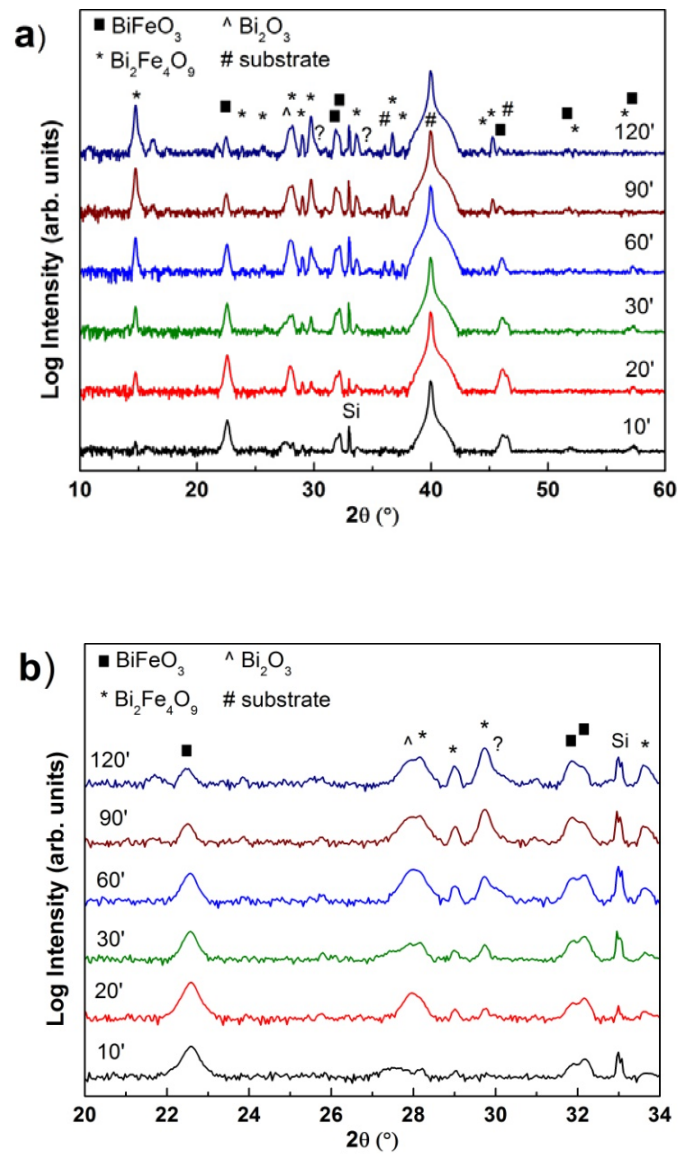 a)
■ BiFeO3 ^ Bi2O3
* Bi2Fe4O9 # substrate
* ■ * * ^ * * * ? ■ ■ * ? # * * # * * ■ # ■ * * ■
120'
90'
60'
30'
20'
Si
10'
Log Intensity (arb. units)
10 20 30 40 50 60
2θ (°)
b)
■ BiFeO3 ^ Bi2O3
* Bi2Fe4O9 # substrate
■ ^ * * * ? ■ ■ Si *
120'
90'
60'
30'
20'
10'
Log Intensity (arb. units)
20 22 24 26 28 30 32 34
2θ (°)